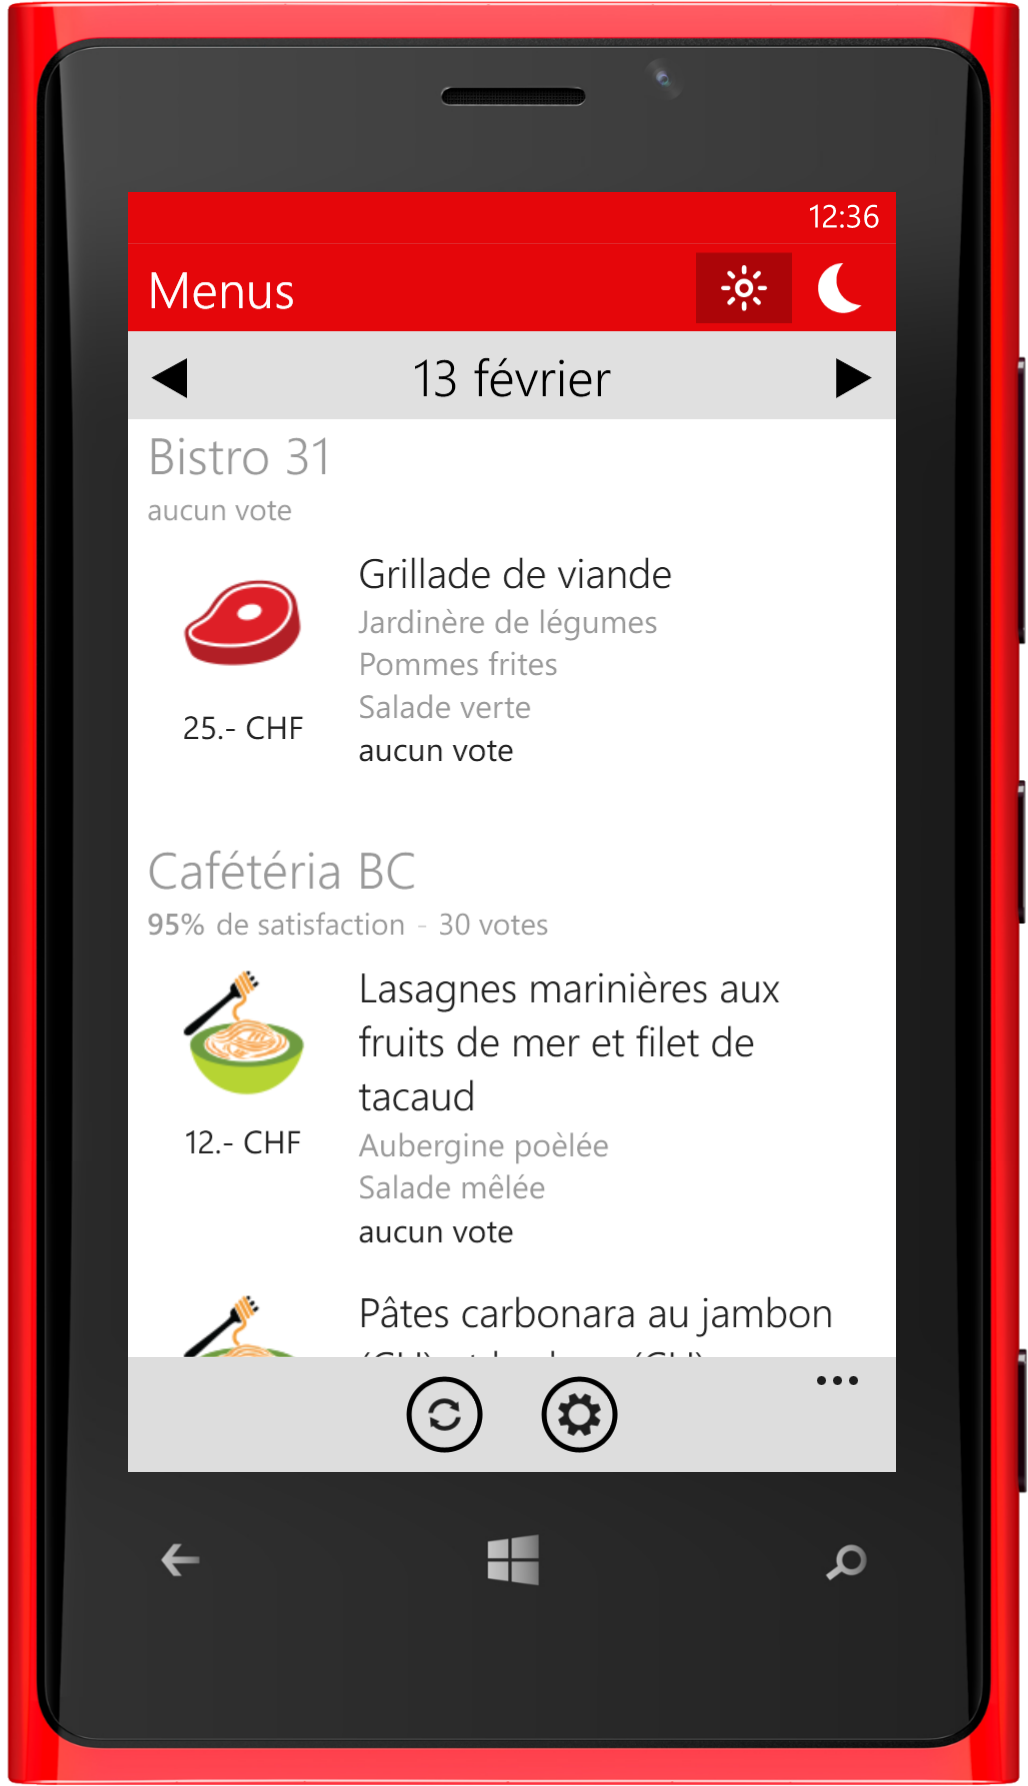 12:36
Menus
13 février
Bistro 31
aucun vote
Grillade de viande
Jardinère de légumes
Pommes frites
Salade verte
25.- CHF
aucun vote
Cafétéria BC
95% de satisfaction - 30 votes
Lasagnes marinières aux
fruits de mer et filet de
tacaud
12.- CHF
Aubergine poèlée
Salade mêlée
aucun vote
Pâtes carbonara au jambon